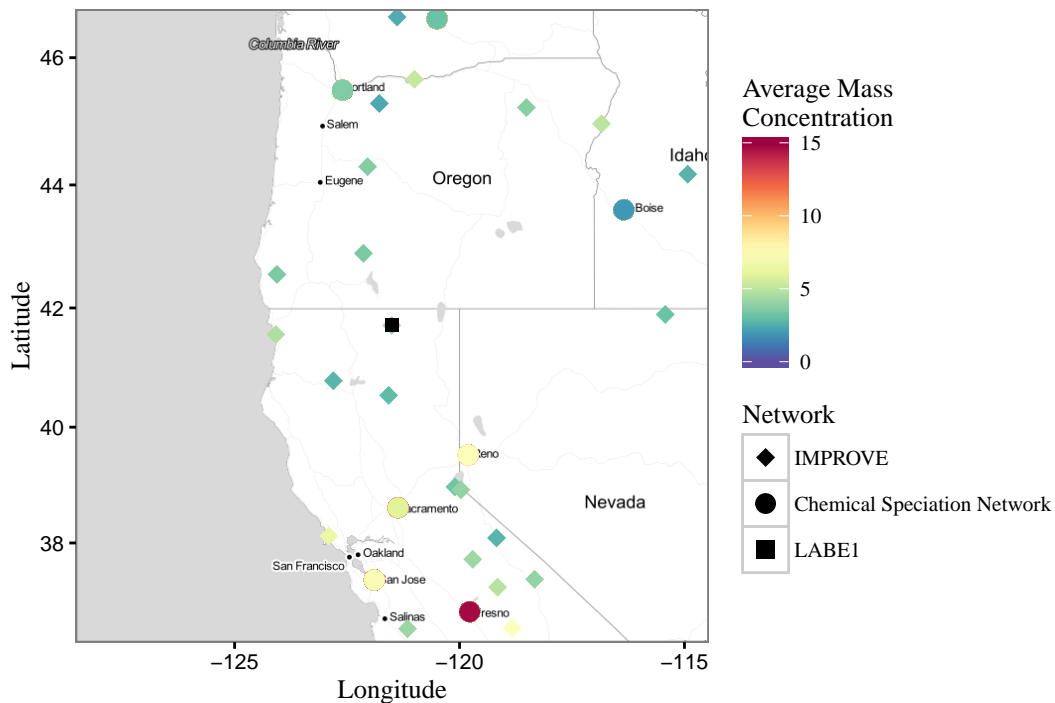 46
44
42
40
38
Latitude
−125
−120
−115
Longitude
Columbia River
ortland
Salem
Eugene
Oregon
Idaho
Boise
Reno
Nevada
acramento
Oakland
San Francisco
San Jose
Salinas
Fresno
Average Mass
Concentration
15
10
5
0
Network
IMPROVE
Chemical Speciation Network
LABE1